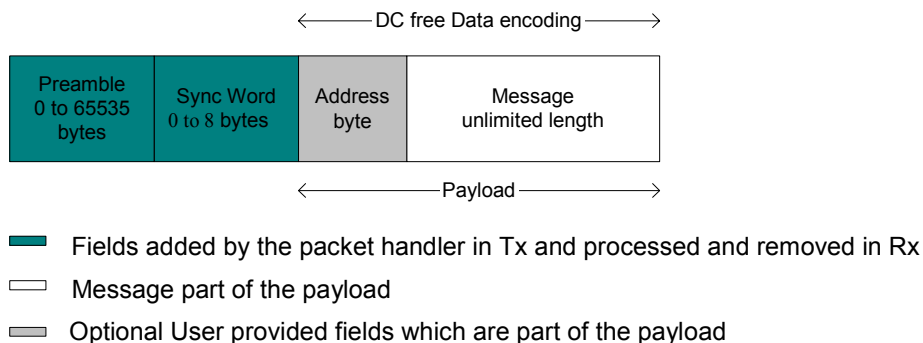 DC free Data encoding
Preamble
0 to 65535
bytes
Sync Word
0 to 8 bytes
Address
byte
Message
unlimited length
Payload
Fields added by the packet handler in Tx and processed and removed in Rx
Message part of the payload
Optional User provided fields which are part of the payload